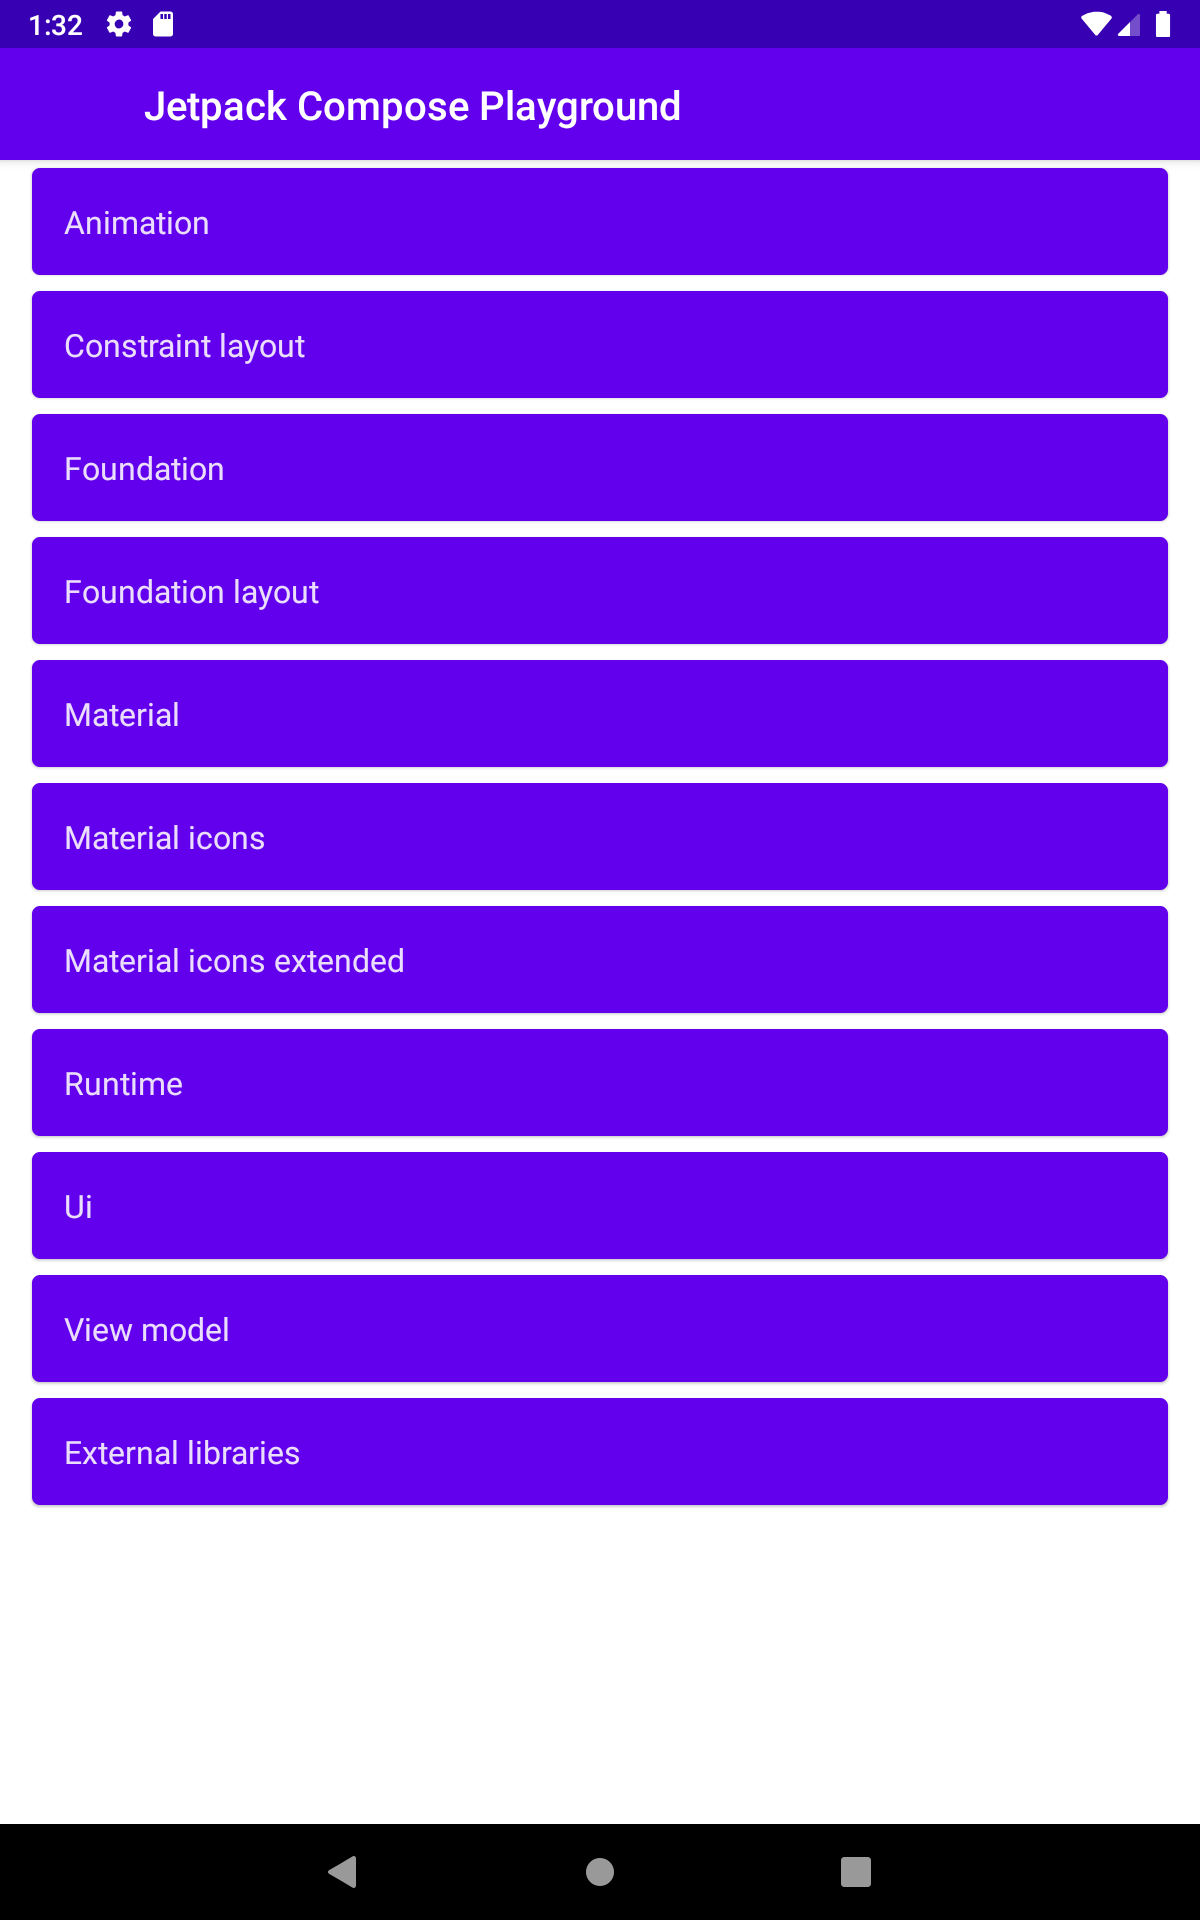 1:32
Jetpack Compose Playground
Animation
Constraint layout
Foundation
Foundation layout
Material
Material icons
Material icons extended
Runtime
Ui
View model
External libraries